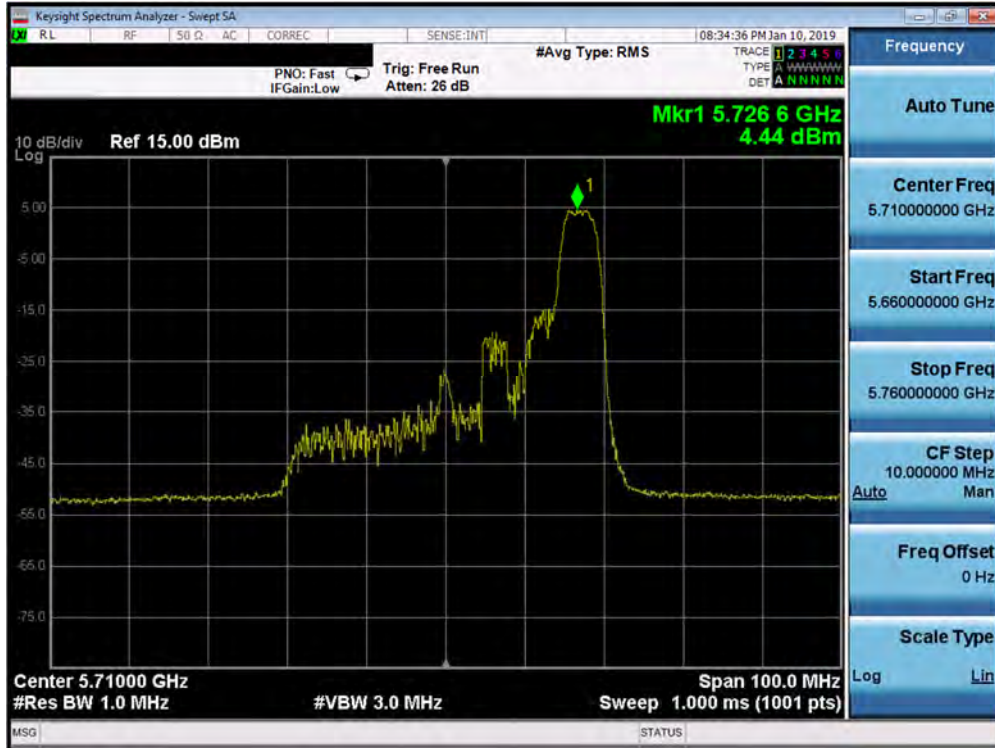 Keysight Spectrum Analyzer - Swept SA
LXI RL RF 50 Ω AC CORREC SENSE:INT 08:34:36 PM Jan 10, 2019
#Avg Type: RMS
TRACE 1 2 3 4 5 6
PNO: Fast Trig: Free Run
TYPE A WWWWW
IFGain:Low Atten: 26 dB
DET A N N N N N
Mkr1 5.726 6 GHz
4.44 dBm
10 dB/div Ref 15.00 dBm
Log
1
5.00
-5.00
-15.0
-25.0
-35.0
-45.0
-55.0
-65.0
-75.0
Center 5.71000 GHz Span 100.0 MHz
#Res BW 1.0 MHz #VBW 3.0 MHz Sweep 1.000 ms (1001 pts)
MSG STATUS
Frequency
Auto Tune
Center Freq
5.710000000 GHz
Start Freq
5.660000000 GHz
Stop Freq
5.760000000 GHz
CF Step
10.000000 MHz
Auto Man
Freq Offset
0 Hz
Scale Type
Log Lin